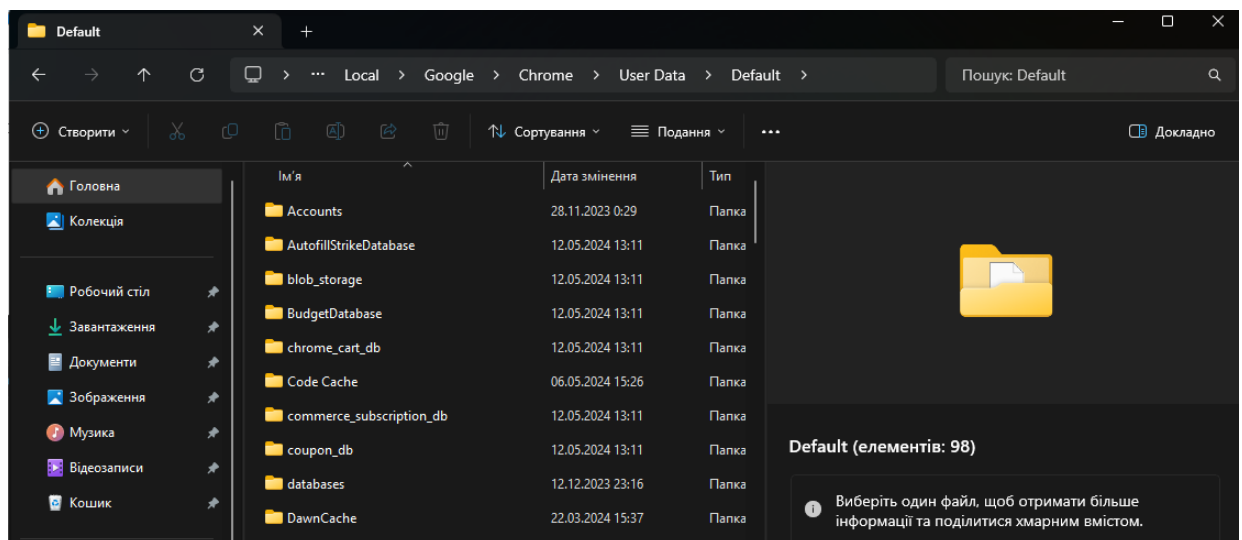 Default
Local > Google > Chrome > User Data > Default >
Пошук: Default
Створити
Сортування
Подання
Докладно
Головна
Колекція
Робочий стіл
Завантаження
Документи
Зображення
Музика
Відеозаписи
Кошик
Ім'я Дата змінення Тип
Accounts 28.11.2023 0:29 Папка
AutofillStrikeDatabase 12.05.2024 13:11 Папка
blob_storage 12.05.2024 13:11 Папка
BudgetDatabase 12.05.2024 13:11 Папка
chrome_cart_db 12.05.2024 13:11 Папка
Code Cache 06.05.2024 15:26 Папка
commerce_subscription_db 12.05.2024 13:11 Папка
coupon_db 12.05.2024 13:11 Папка
databases 12.12.2023 23:16 Папка
DawnCache 22.03.2024 15:37 Папка
Default (елементів: 98)
Виберіть один файл, щоб отримати більше
інформації та поділитися хмарним вмістом.